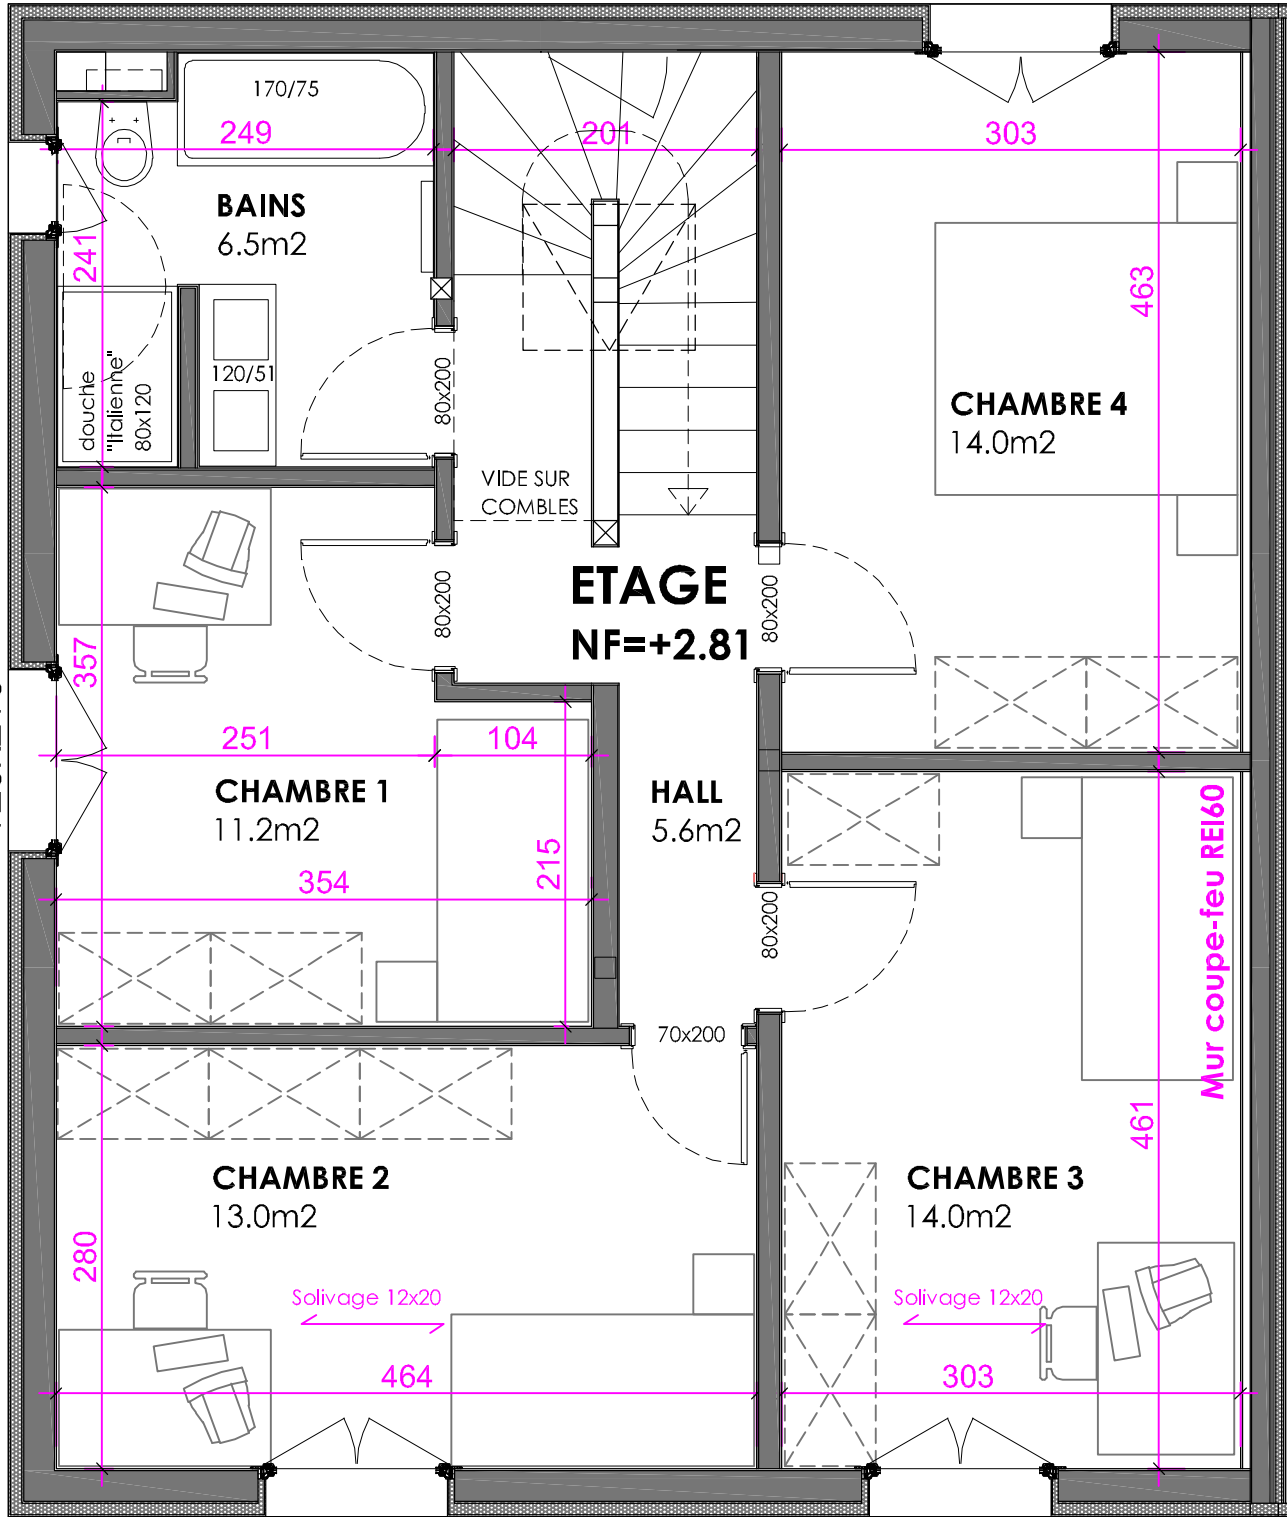 170/75
249
201
303
BAINS
6.5m2
241
463
douche
"Italienne"
80x120
120/51
80x200
CHAMBRE 4
14.0m2
VIDE SUR
COMBLES
ETAGE
NF=+2.81
80x200
80x200
357
251
104
CHAMBRE 1
11.2m2
HALL
5.6m2
215
354
80x200
Mur coupe-feu REI60
70x200
461
CHAMBRE 2
13.0m2
CHAMBRE 3
14.0m2
280
Solivage 12x20
Solivage 12x20
464
303